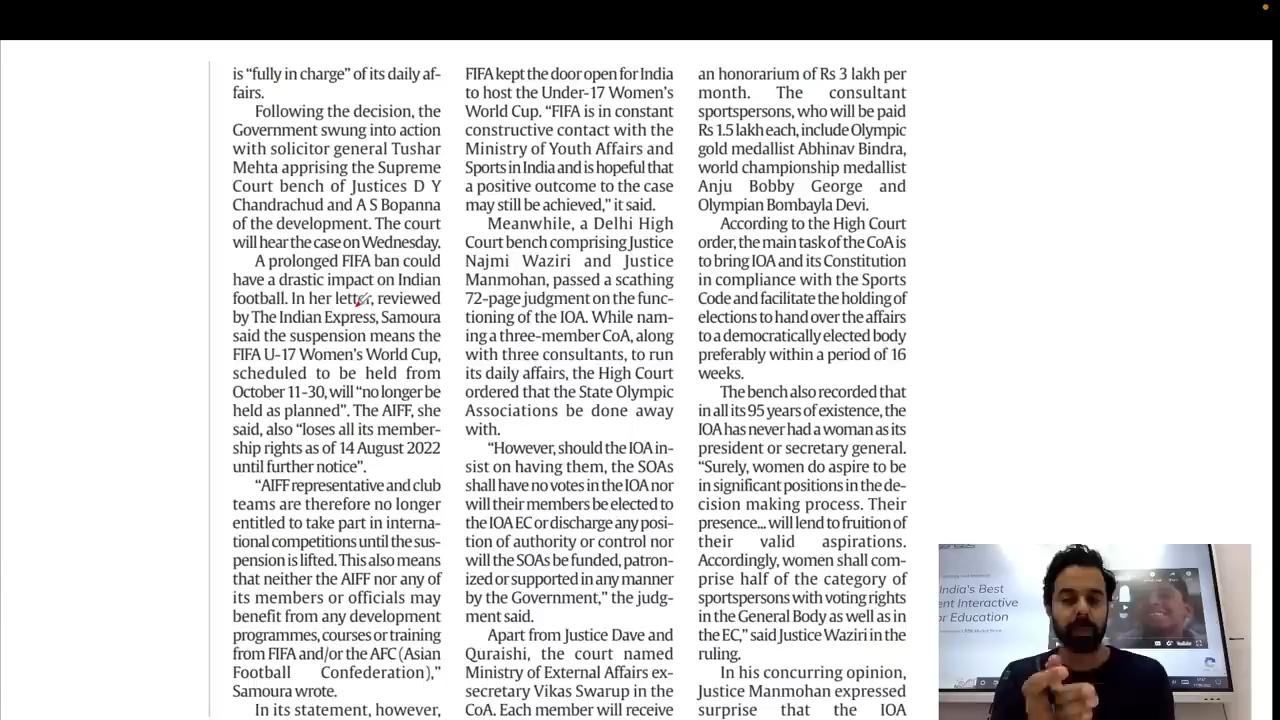 is “fully in charge” of its daily af-
fairs.
Following the decision, the
Government swung into action
with solicitor general Tushar
Mehta apprising the Supreme
Court bench of Justices D Y
Chandrachud and A S Bopanna
of the development. The court
will hear the case on Wednesday.
A prolonged FIFA ban could
have a drastic impact on Indian
football. In her letter, reviewed
by The Indian Express, Samoura
said the suspension means the
FIFA U-17 Women’s World Cup,
scheduled to be held from
October 11-30, will “no longer be
held as planned”. The AIFF, she
said, also “loses all its member-
ship rights as of 14 August 2022
until further notice”.
“AIFF representative and club
teams are therefore no longer
entitled to take part in interna-
tional competitions until the sus-
pension is lifted. This also means
that neither the AIFF nor any of
its members or officials may
benefit from any development
programmes, courses or training
from FIFA and/or the AFC (Asian
Football Confederation),”
Samoura wrote.
In its statement, however,
FIFA kept the door open for India
to host the Under-17 Women’s
World Cup. “FIFA is in constant
constructive contact with the
Ministry of Youth Affairs and
Sports in India and is hopeful that
a positive outcome to the case
may still be achieved,” it said.
Meanwhile, a Delhi High
Court bench comprising Justice
Najmi Waziri and Justice
Manmohan, passed a scathing
72-page judgment on the func-
tioning of the IOA. While nam-
ing a three-member CoA, along
with three consultants, to run
its daily affairs, the High Court
ordered that the State Olympic
Associations be done away
with.
“However, should the IOA in-
sist on having them, the SOAs
shall have no votes in the IOA nor
will their members be elected to
the IOA EC or discharge any posi-
tion of authority or control nor
will the SOAs be funded, patron-
ized or supported in any manner
by the Government,” the judg-
ment said.
Apart from Justice Dave and
Quraishi, the court named
Ministry of External Affairs ex-
secretary Vikas Swarup in the
CoA. Each member will receive
an honorarium of Rs 3 lakh per
month. The consultant
sportspersons, who will be paid
Rs 1.5 lakh each, include Olympic
gold medallist Abhinav Bindra,
world championship medallist
Anju Bobby George and
Olympian Bombayla Devi.
According to the High Court
order, the main task of the CoA is
to bring IOA and its Constitution
in compliance with the Sports
Code and facilitate the holding of
elections to hand over the affairs
to a democratically elected body
preferably within a period of 16
weeks.
The bench also recorded that
in all its 95 years of existence, the
IOA has never had a woman as its
president or secretary general.
“Surely, women do aspire to be
in significant positions in the de-
cision making process. Their
presence... will lend to fruition of
their valid aspirations.
Accordingly, women shall com-
prise half of the category of
sportspersons with voting rights
in the General Body as well as in
the EC,” said Justice Waziri in the
ruling.
In his concurring opinion,
Justice Manmohan expressed
surprise that the IOA
India's Best
ent Interactive
or Education